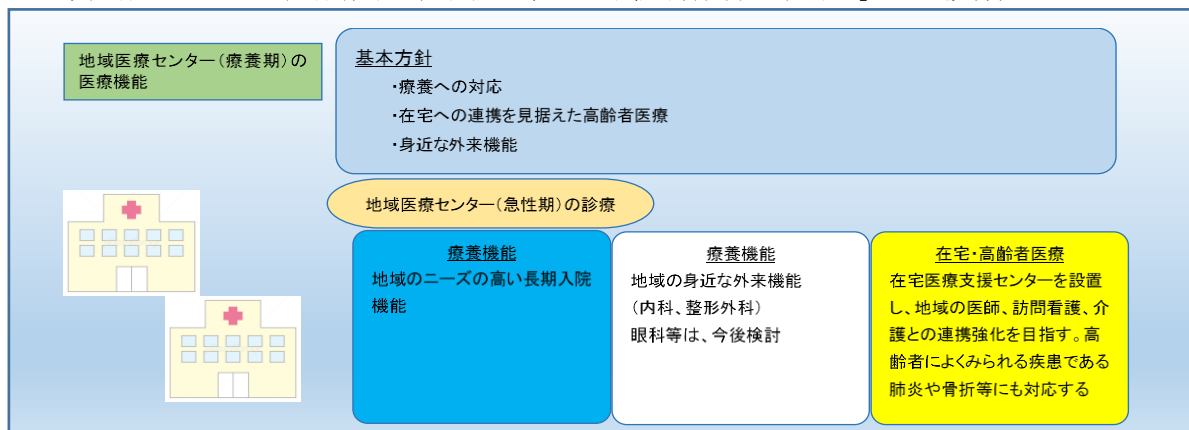 地域医療センター(療養期)の
医療機能
基本方針
・療養への対応
・在宅への連携を見据えた高齢者医療
・身近な外来機能
地域医療センター(急性期)の診療
療養機能
地域のニーズの高い長期入院
機能
療養機能
地域の身近な外来機能
(内科、整形外科)
眼科等は、今後検討
在宅・高齢者医療
在宅医療支援センターを設置
し、地域の医師、訪問看護、介
護との連携強化を目指す。高
齢者によくみられる疾患である
肺炎や骨折等にも対応する